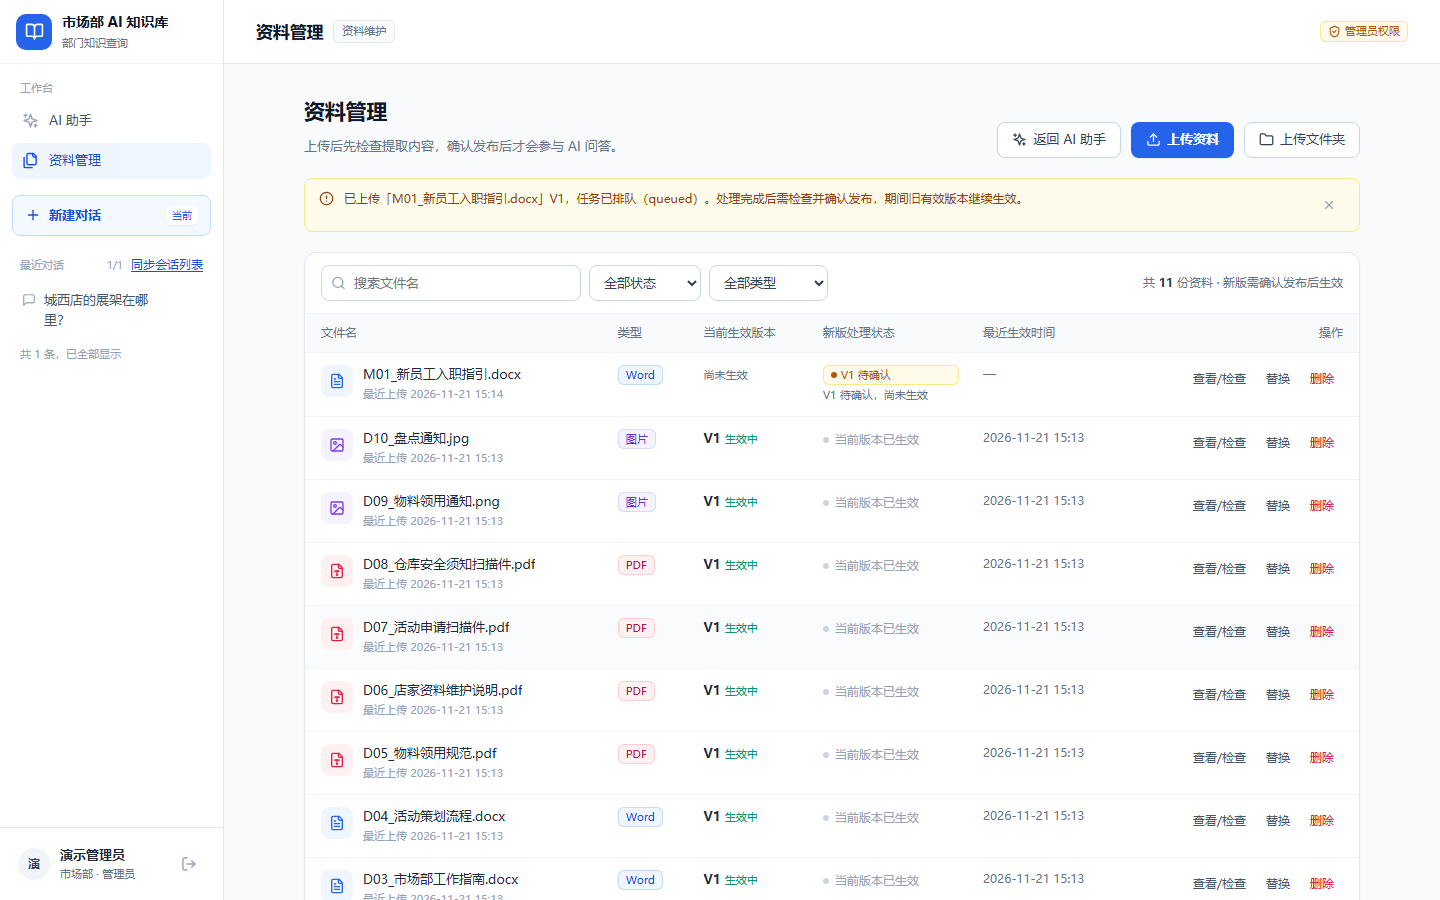 市场部 AI 知识库
部门知识查询
工作台
AI 助手
资料管理
新建对话 当前
最近对话 1/1 同步会话列表
城西店的展架在哪
里?
共 1 条，已全部显示
演 演示管理员
市场部 · 管理员
资料管理 资料维护
管理员权限
资料管理
上传后先检查提取内容，确认发布后才会参与 AI 问答。
返回 AI 助手 上传资料 上传文件夹
已上传「M01_新员工入职指引.docx」V1，任务已排队（queued）。处理完成后需检查并确认发布，期间旧有效版本继续生效。
搜索文件名 全部状态 全部类型 共 11 份资料 · 新版需确认发布后生效
文件名 类型 当前生效版本 新版处理状态 最近生效时间 操作
M01_新员工入职指引.docx Word 尚未生效 V1 待确认 — 查看/检查 替换 删除
最近上传 2026-11-21 15:14 V1 待确认，尚未生效
D10_盘点通知.jpg 图片 V1 生效中 当前版本已生效 2026-11-21 15:13 查看/检查 替换 删除
最近上传 2026-11-21 15:13
D09_物料领用通知.png 图片 V1 生效中 当前版本已生效 2026-11-21 15:13 查看/检查 替换 删除
最近上传 2026-11-21 15:13
D08_仓库安全须知扫描件.pdf PDF V1 生效中 当前版本已生效 2026-11-21 15:13 查看/检查 替换 删除
最近上传 2026-11-21 15:13
D07_活动申请扫描件.pdf PDF V1 生效中 当前版本已生效 2026-11-21 15:13 查看/检查 替换 删除
最近上传 2026-11-21 15:13
D06_店家资料维护说明.pdf PDF V1 生效中 当前版本已生效 2026-11-21 15:13 查看/检查 替换 删除
最近上传 2026-11-21 15:13
D05_物料领用规范.pdf PDF V1 生效中 当前版本已生效 2026-11-21 15:13 查看/检查 替换 删除
最近上传 2026-11-21 15:13
D04_活动策划流程.docx Word V1 生效中 当前版本已生效 2026-11-21 15:13 查看/检查 替换 删除
最近上传 2026-11-21 15:13
D03_市场部工作指南.docx Word V1 生效中 当前版本已生效 2026-11-21 15:13 查看/检查 替换 删除
最近上传 2026-11-21 15:13